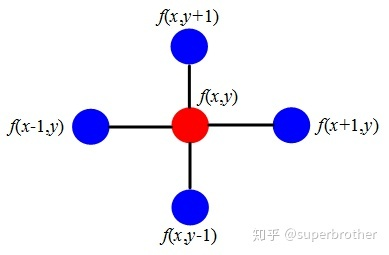 f(x,y+1)
f(x,y)
f(x-1,y)
f(x+1,y)
f(x,y-1)
知乎 @superbrother